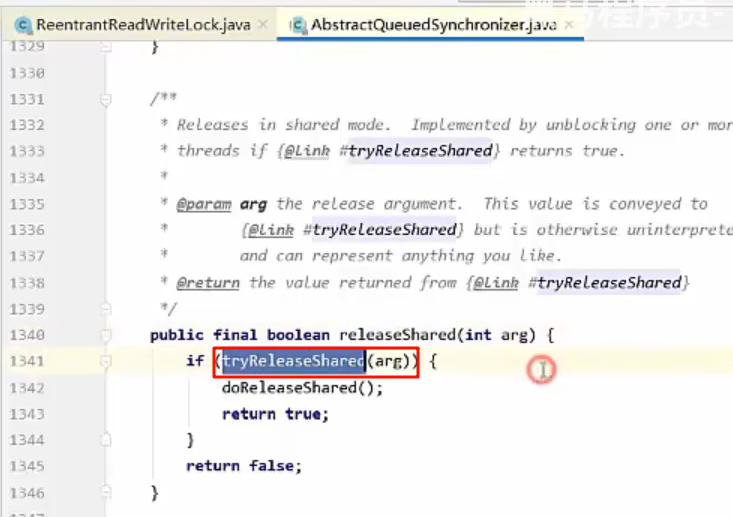 ReentrantReadWriteLock.java × AbstractQueuedSynchronizer.java ×
1329 }
1330
1331 /**
1332 * Releases in shared mode.  Implemented by unblocking one or mor
1333 * threads if {@link #tryReleaseShared} returns true.
1334 *
1335 * @param arg the release argument.  This value is conveyed to
1336 *        {@link #tryReleaseShared} but is otherwise uninterprete
1337 *        and can represent anything you like.
1338 * @return the value returned from {@link #tryReleaseShared}
1339 */
1340 public final boolean releaseShared(int arg) {
1341 if (tryReleaseShared(arg)) {
1342 doReleaseShared();
1343 return true;
1344 }
1345 return false;
1346 }